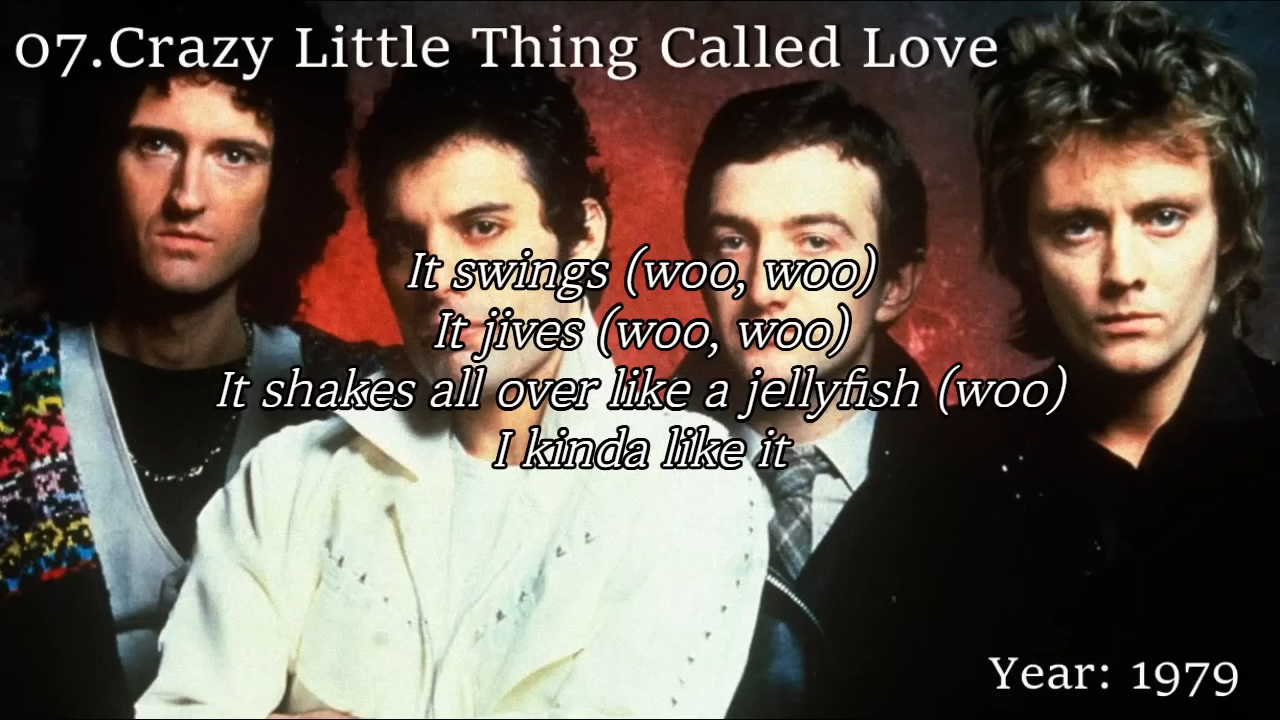 07.Crazy Little Thing Called Love
It swings (woo, woo)
It jives (woo, woo)
It shakes all over like a jellyfish (woo)
I kinda like it
Year: 1979